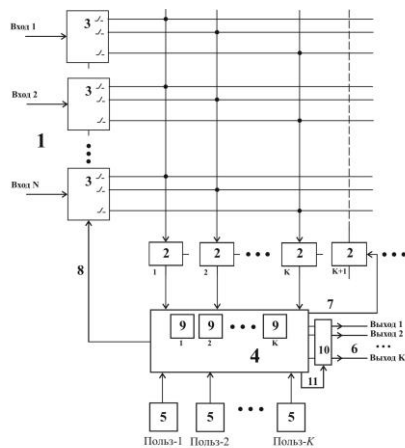 Вход 1
3
Вход 2
3
1
Вход N
3
8
2
2
2
2
1
2
K
K+1
7
9
9
9
1
2
K
4
10
Выход 1
Выход 2
6
Выход K
11
5
5
5
Польз-1
Польз-2
Польз-K